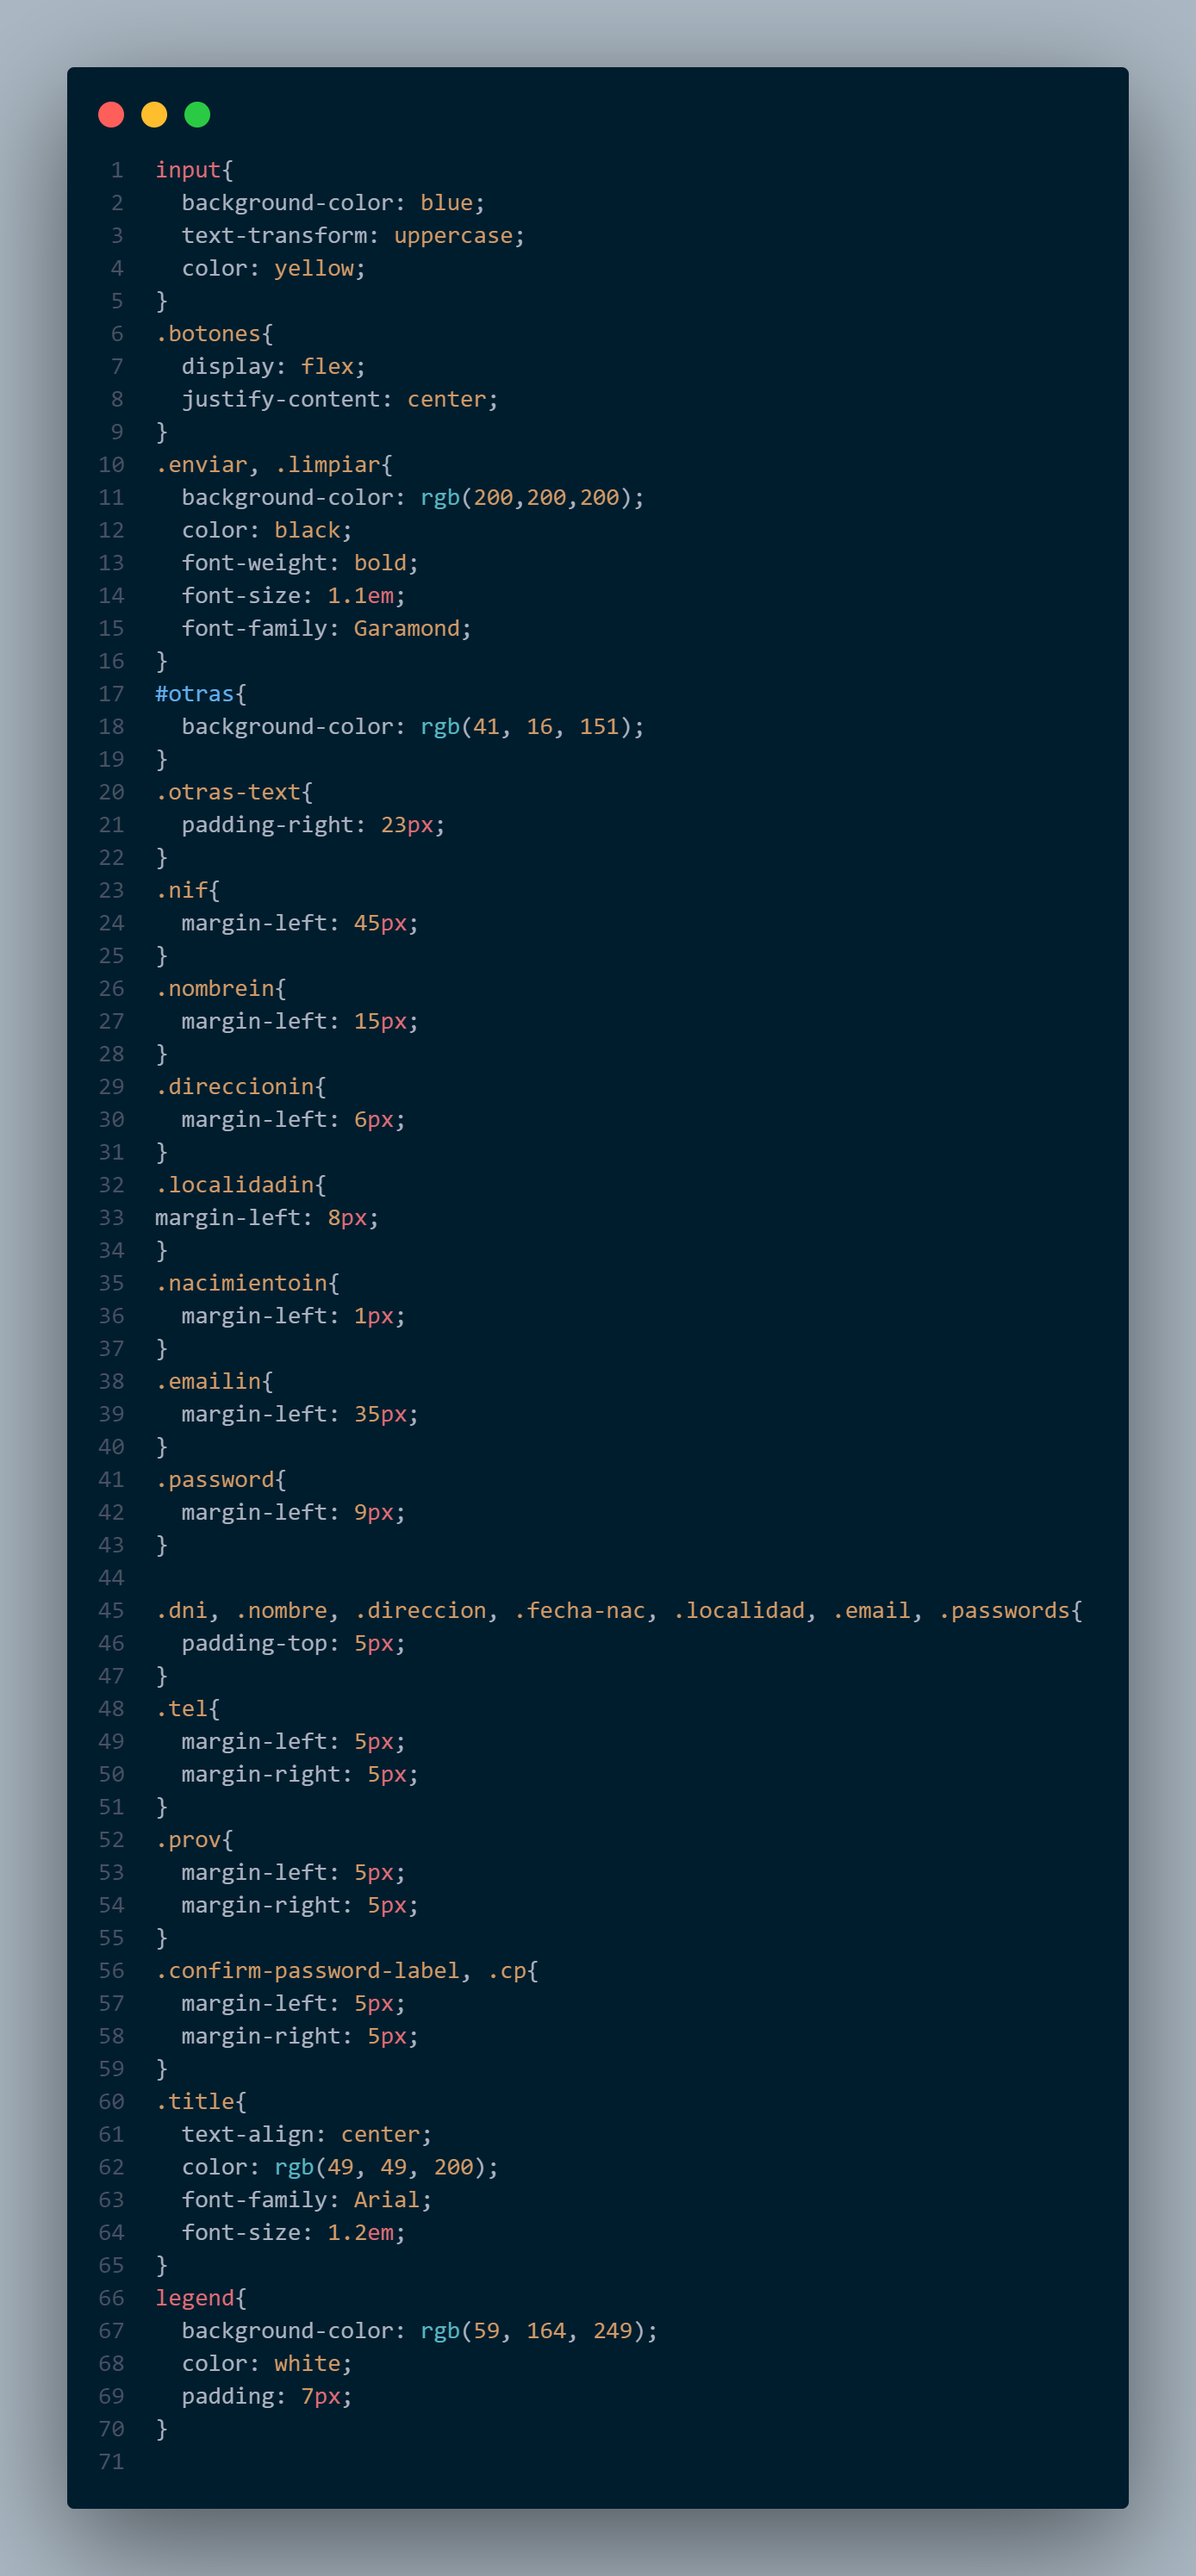 1 input{
2   background-color: blue;
3   text-transform: uppercase;
4   color: yellow;
5 }
6 .botones{
7   display: flex;
8   justify-content: center;
9 }
10 .enviar, .limpiar{
11   background-color: rgb(200,200,200);
12   color: black;
13   font-weight: bold;
14   font-size: 1.1em;
15   font-family: Garamond;
16 }
17 #otras{
18   background-color: rgb(41, 16, 151);
19 }
20 .otras-text{
21   padding-right: 23px;
22 }
23 .nif{
24   margin-left: 45px;
25 }
26 .nombrein{
27   margin-left: 15px;
28 }
29 .direccionin{
30   margin-left: 6px;
31 }
32 .localidadin{
33 margin-left: 8px;
34 }
35 .nacimientoin{
36   margin-left: 1px;
37 }
38 .emailin{
39   margin-left: 35px;
40 }
41 .password{
42   margin-left: 9px;
43 }
44
45 .dni, .nombre, .direccion, .fecha-nac, .localidad, .email, .passwords{
46   padding-top: 5px;
47 }
48 .tel{
49   margin-left: 5px;
50   margin-right: 5px;
51 }
52 .prov{
53   margin-left: 5px;
54   margin-right: 5px;
55 }
56 .confirm-password-label, .cp{
57   margin-left: 5px;
58   margin-right: 5px;
59 }
60 .title{
61   text-align: center;
62   color: rgb(49, 49, 200);
63   font-family: Arial;
64   font-size: 1.2em;
65 }
66 legend{
67   background-color: rgb(59, 164, 249);
68   color: white;
69   padding: 7px;
70 }
71